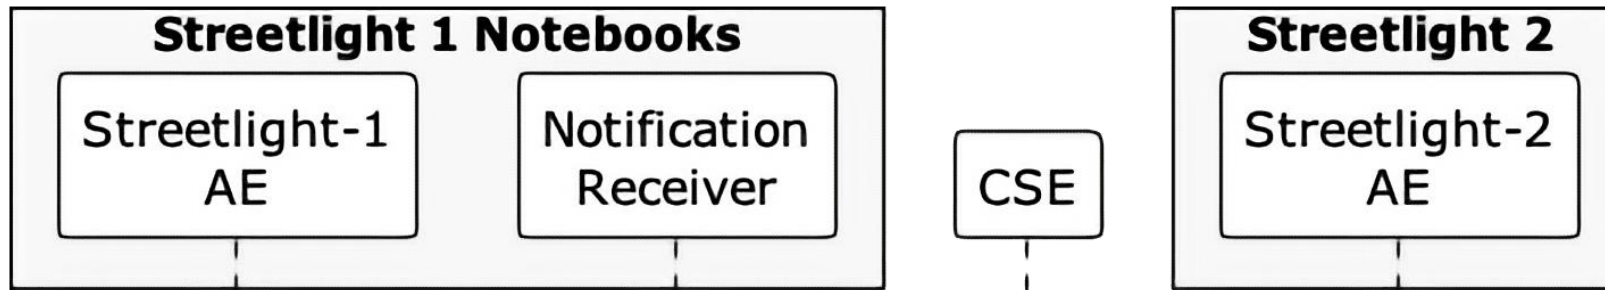 Streetlight 1 Notebooks
Streetlight-1
AE
Notification
Receiver
CSE
Streetlight 2
Streetlight-2
AE